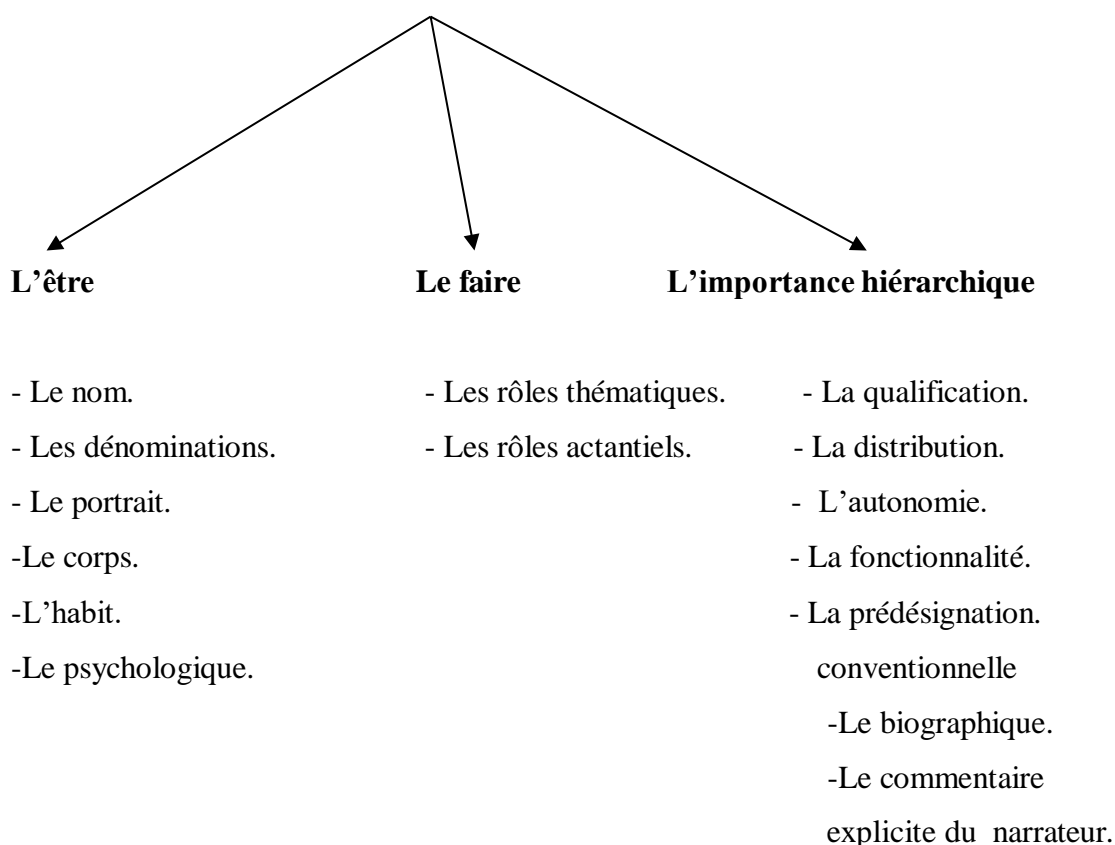 L’être
Le faire
L’importance hiérarchique
- Le nom.
- Les dénominations.
- Le portrait.
-Le corps.
-L’habit.
-Le psychologique.
- Les rôles thématiques.
- Les rôles actantiels.
- La qualification.
- La distribution.
- L’autonomie.
- La fonctionnalité.
- La prédésignation.
conventionnelle
-Le biographique.
-Le commentaire
explicite du narrateur.